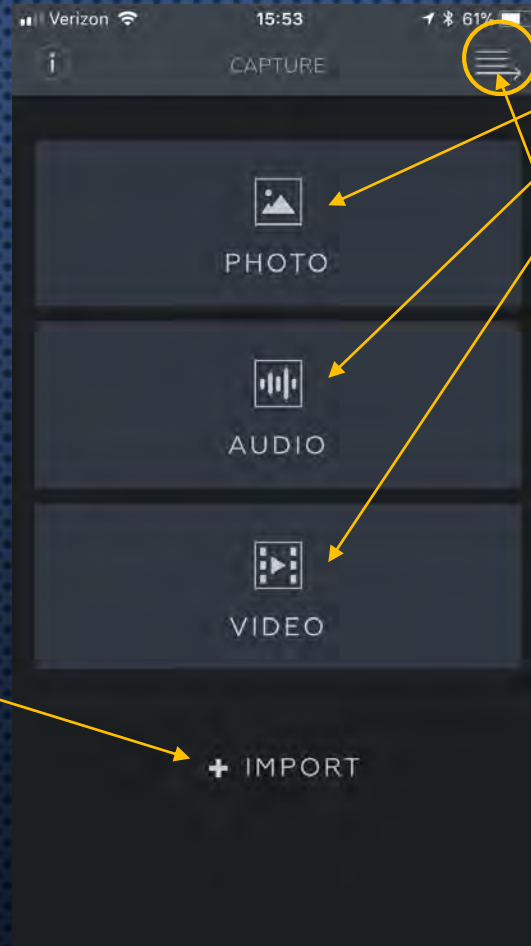 Verizon 15:53 61%
i CAPTURE
PHOTO
AUDIO
VIDEO
+ IMPORT